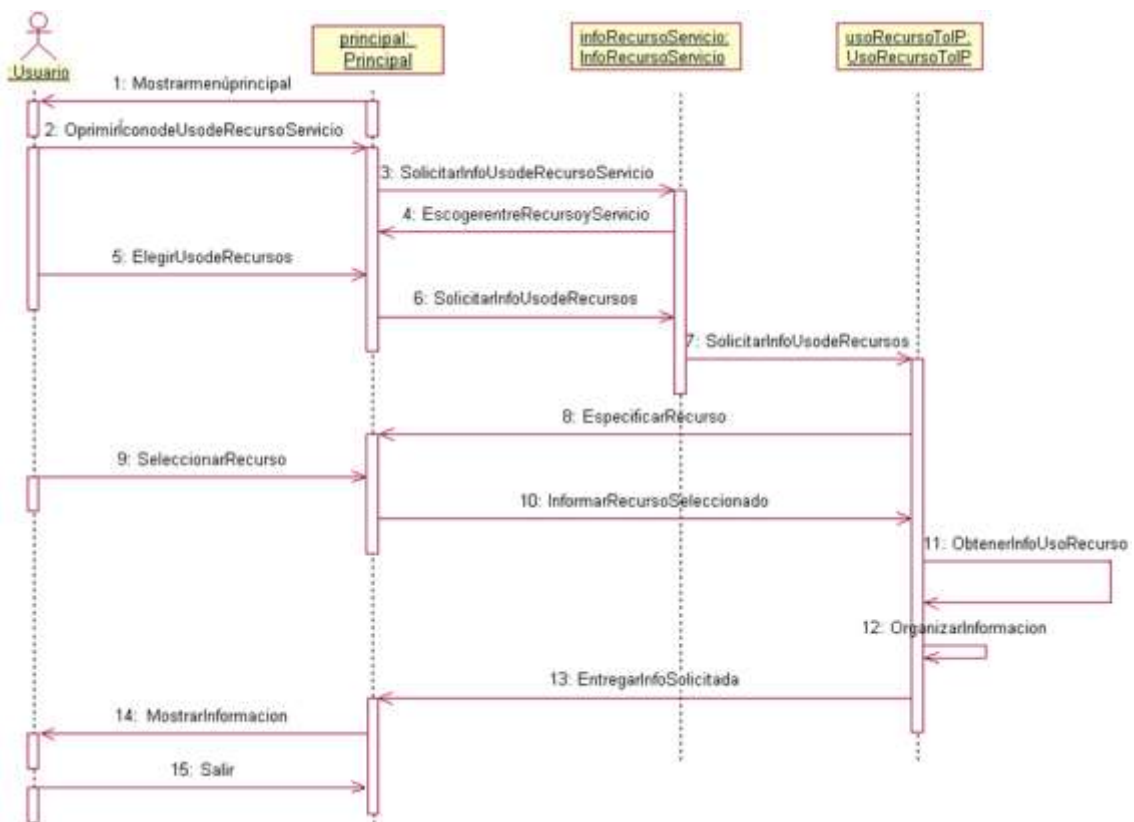 :Usuario
principal:
Principal
infoRecursoServicio:
InfoRecursoServicio
usoRecursoToIP:
UsoRecursoToIP
1: Mostrarmenúprincipal
2: OprimirÍconodeUsodeRecursoServicio
3: SolicitarInfoUsodeRecursoServicio
4: EscogerentreRecursoyServicio
5: ElegirUsodeRecursos
6: SolicitarInfoUsodeRecursos
7: SolicitarInfoUsodeRecursos
8: EspecificarRecurso
9: SeleccionarRecurso
10: InformarRecursoSeleccionado
11: ObtenerInfoUsoRecurso
12: OrganizarInformacion
13: EntregarInfoSolicitada
14: MostrarInformacion
15: Salir